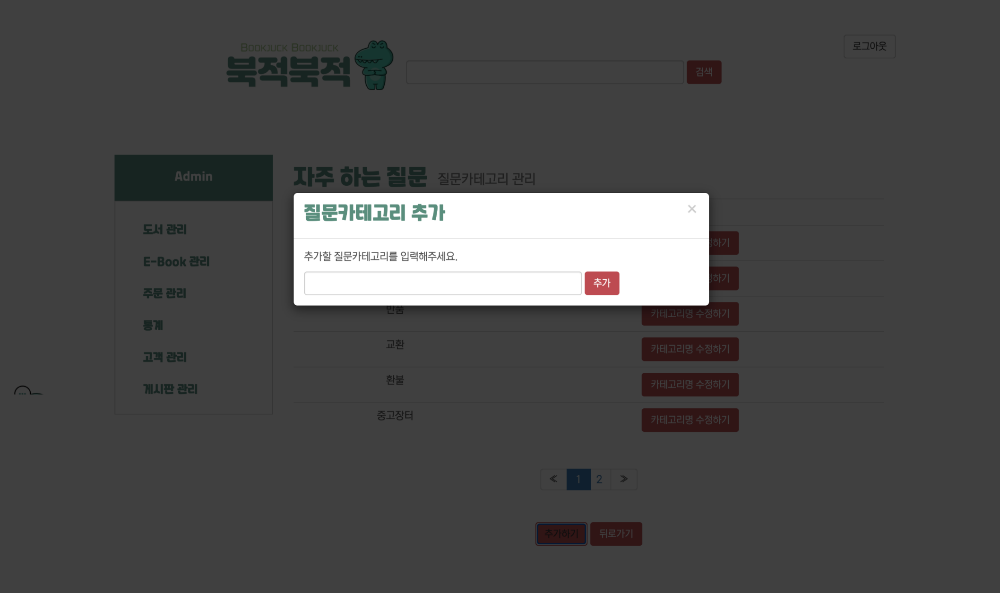 로그아웃
BOOKJUCK BOOKJUCK
북적북적
검색
Admin
도서 관리
E-Book 관리
주문 관리
통계
고객 관리
게시판 관리
자주 하는 질문 질문카테고리 관리
질문카테고리 추가 ×
추가할 질문카테고리를 입력해주세요.
추가
정하기
정하기
반품 카테고리명 수정하기
교환 카테고리명 수정하기
환불 카테고리명 수정하기
중고장터 카테고리명 수정하기
≪ 1 2 ≫
추가하기 뒤로가기